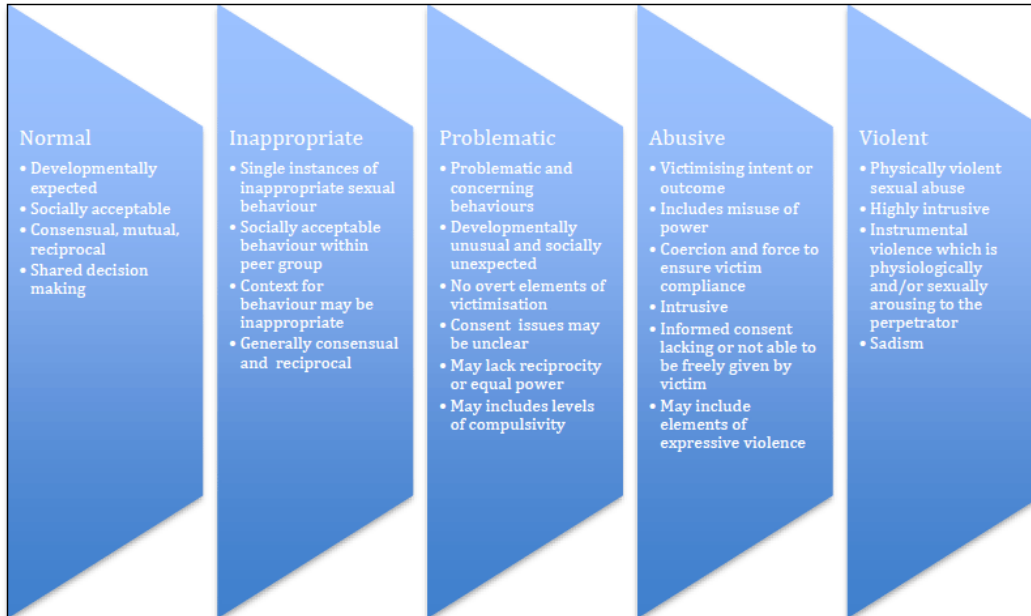 Normal
• Developmentally
expected
• Socially acceptable
• Consensual, mutual,
reciprocal
• Shared decision
making
Inappropriate
• Single instances of
inappropriate sexual
behaviour
• Socially acceptable
behaviour within
peer group
• Context for
behaviour may be
inappropriate
• Generally consensual
and reciprocal
Problematic
• Problematic and
concerning
behaviours
• Developmentally
unusual and socially
unexpected
• No overt elements of
victimisation
• Consent issues may
be unclear
• May lack reciprocity
or equal power
• May includes levels
of compulsivity
Abusive
• Victimising intent or
outcome
• Includes misuse of
power
• Coercion and force to
ensure victim
compliance
• Intrusive
• Informed consent
lacking or not able to
be freely given by
victim
• May include
elements of
expressive violence
Violent
• Physically violent
sexual abuse
• Highly intrusive
• Instrumental
violence which is
physiologically
and/or sexually
arousing to the
perpetrator
• Sadism